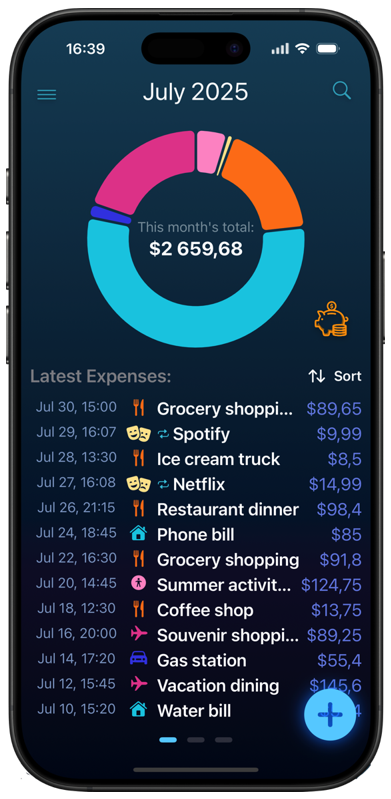 16:39
July 2025
This month's total:
$2 659,68
Latest Expenses:
Sort
Jul 30, 15:00 Grocery shoppi... $89,65
Jul 29, 16:07 Spotify $9,99
Jul 28, 13:30 Ice cream truck $8,5
Jul 27, 16:08 Netflix $14,99
Jul 26, 21:15 Restaurant dinner $98,4
Jul 24, 18:45 Phone bill $85
Jul 22, 16:30 Grocery shopping $91,8
Jul 20, 14:45 Summer activit... $124,75
Jul 18, 12:30 Coffee shop $13,75
Jul 16, 20:00 Souvenir shoppi... $89,25
Jul 14, 17:20 Gas station $55,4
Jul 12, 15:45 Vacation dining $145,6
Jul 10, 15:20 Water bill